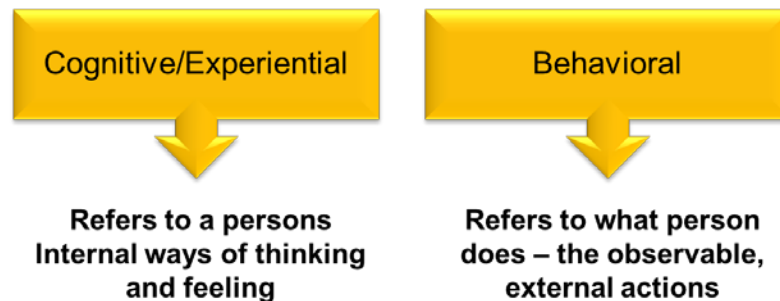 Cognitive/Experiential
Refers to a persons
Internal ways of thinking
and feeling
Behavioral
Refers to what person
does – the observable,
external actions